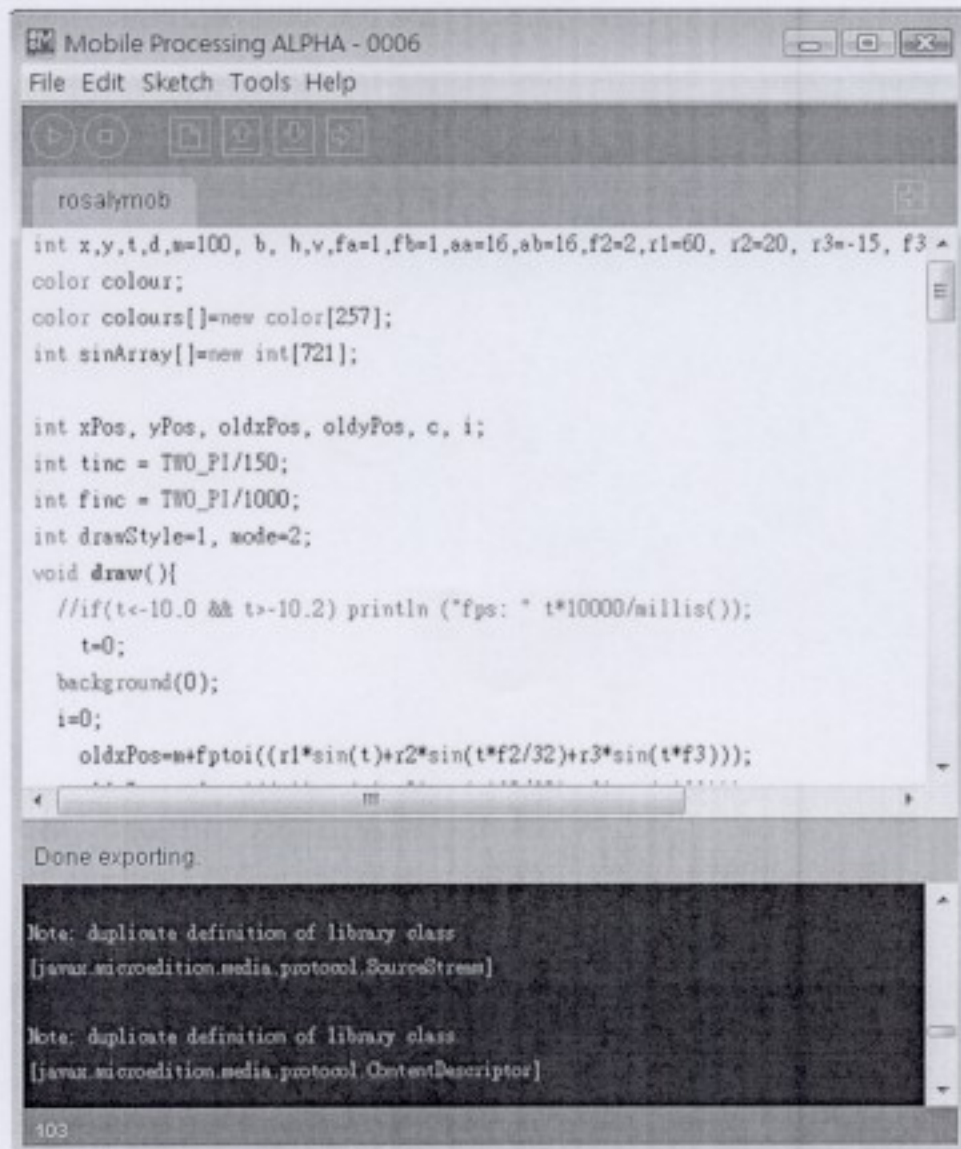 Mobile Processing ALPHA - 0006
File Edit Sketch Tools Help
rosalymob
int x,y,t,d,m=100, b, h,v,fa=1,fb=1,aa=16,ab=16,f2=2,r1=60, r2=20, r3=-15, f3
color colour;
color colours[]=new color[257];
int sinArray[]=new int[721];
int xPos, yPos, oldxPos, oldyPos, c, i;
int tinc = TWO_PI/150;
int finc = TWO_PI/1000;
int drawStyle=1, mode=2;
void draw(){
//if(t<-10.0 && t>-10.2) println ("fps: " t*10000/millis());
t=0;
background(0);
i=0;
oldxPos=m+fptoi((r1*sin(t)+r2*sin(t*f2/32)+r3*sin(t*f3)));
Done exporting.
Note: duplicate definition of library class
[javax.microedition.media.protocol.SourceStream]
Note: duplicate definition of library class
[javax.microedition.media.protocol.ContentDescriptor]
103